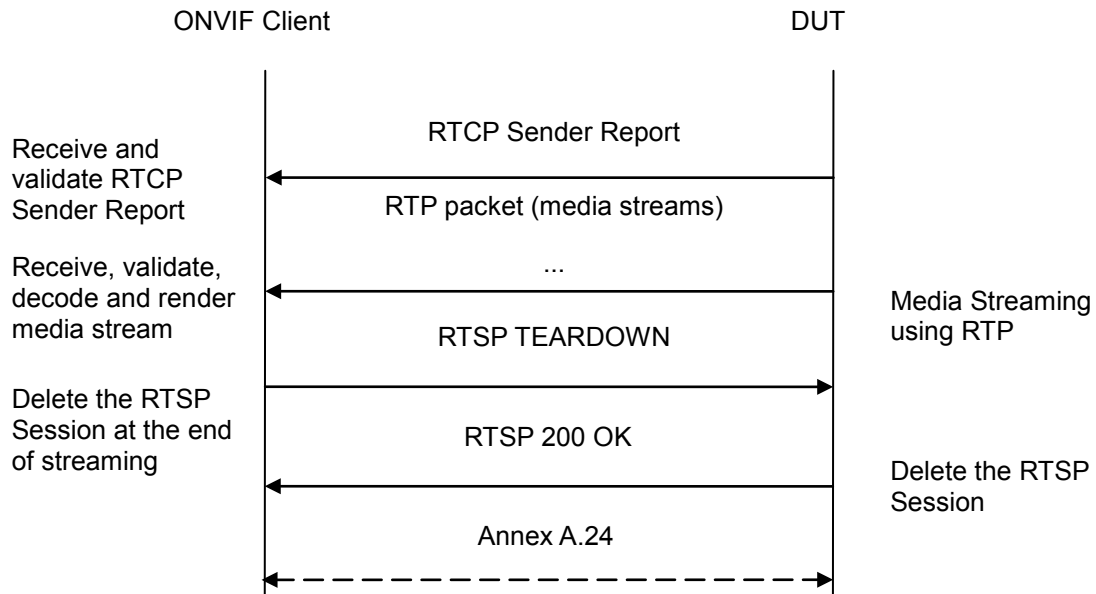 ONVIF Client
DUT
RTCP Sender Report
Receive and
validate RTCP
Sender Report
RTP packet (media streams)
Receive, validate,
decode and render
media stream
...
Media Streaming
using RTP
RTSP TEARDOWN
Delete the RTSP
Session at the end
of streaming
RTSP 200 OK
Delete the RTSP
Session
Annex A.24